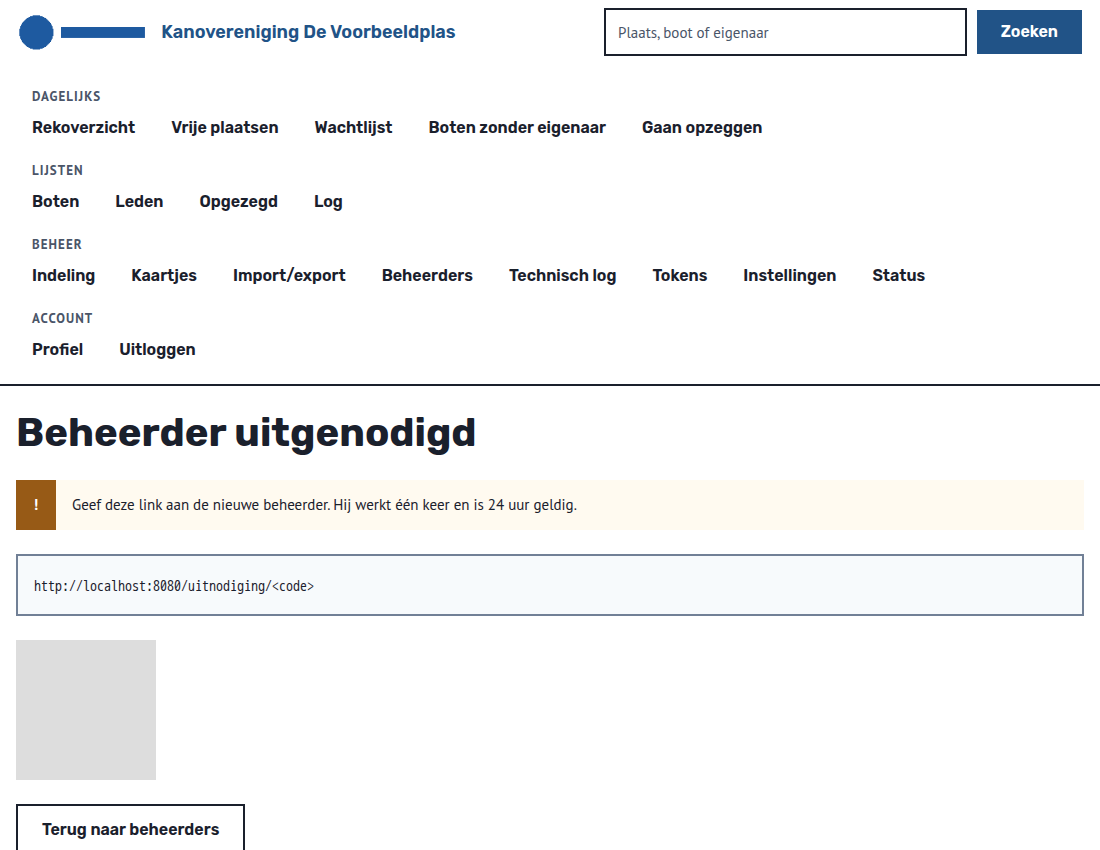 Kanovereniging De Voorbeeldplas
Plaats, boot of eigenaar
Zoeken
DAGELIJKS
Rekoverzicht Vrije plaatsen Wachtlijst Boten zonder eigenaar Gaan opzeggen
LIJSTEN
Boten Leden Opgezegd Log
BEHEER
Indeling Kaartjes Import/export Beheerders Technisch log Tokens Instellingen Status
ACCOUNT
Profiel Uitloggen
Beheerder uitgenodigd
! Geef deze link aan de nieuwe beheerder. Hij werkt één keer en is 24 uur geldig.
http://localhost:8080/uitnodiging/<code>
Terug naar beheerders